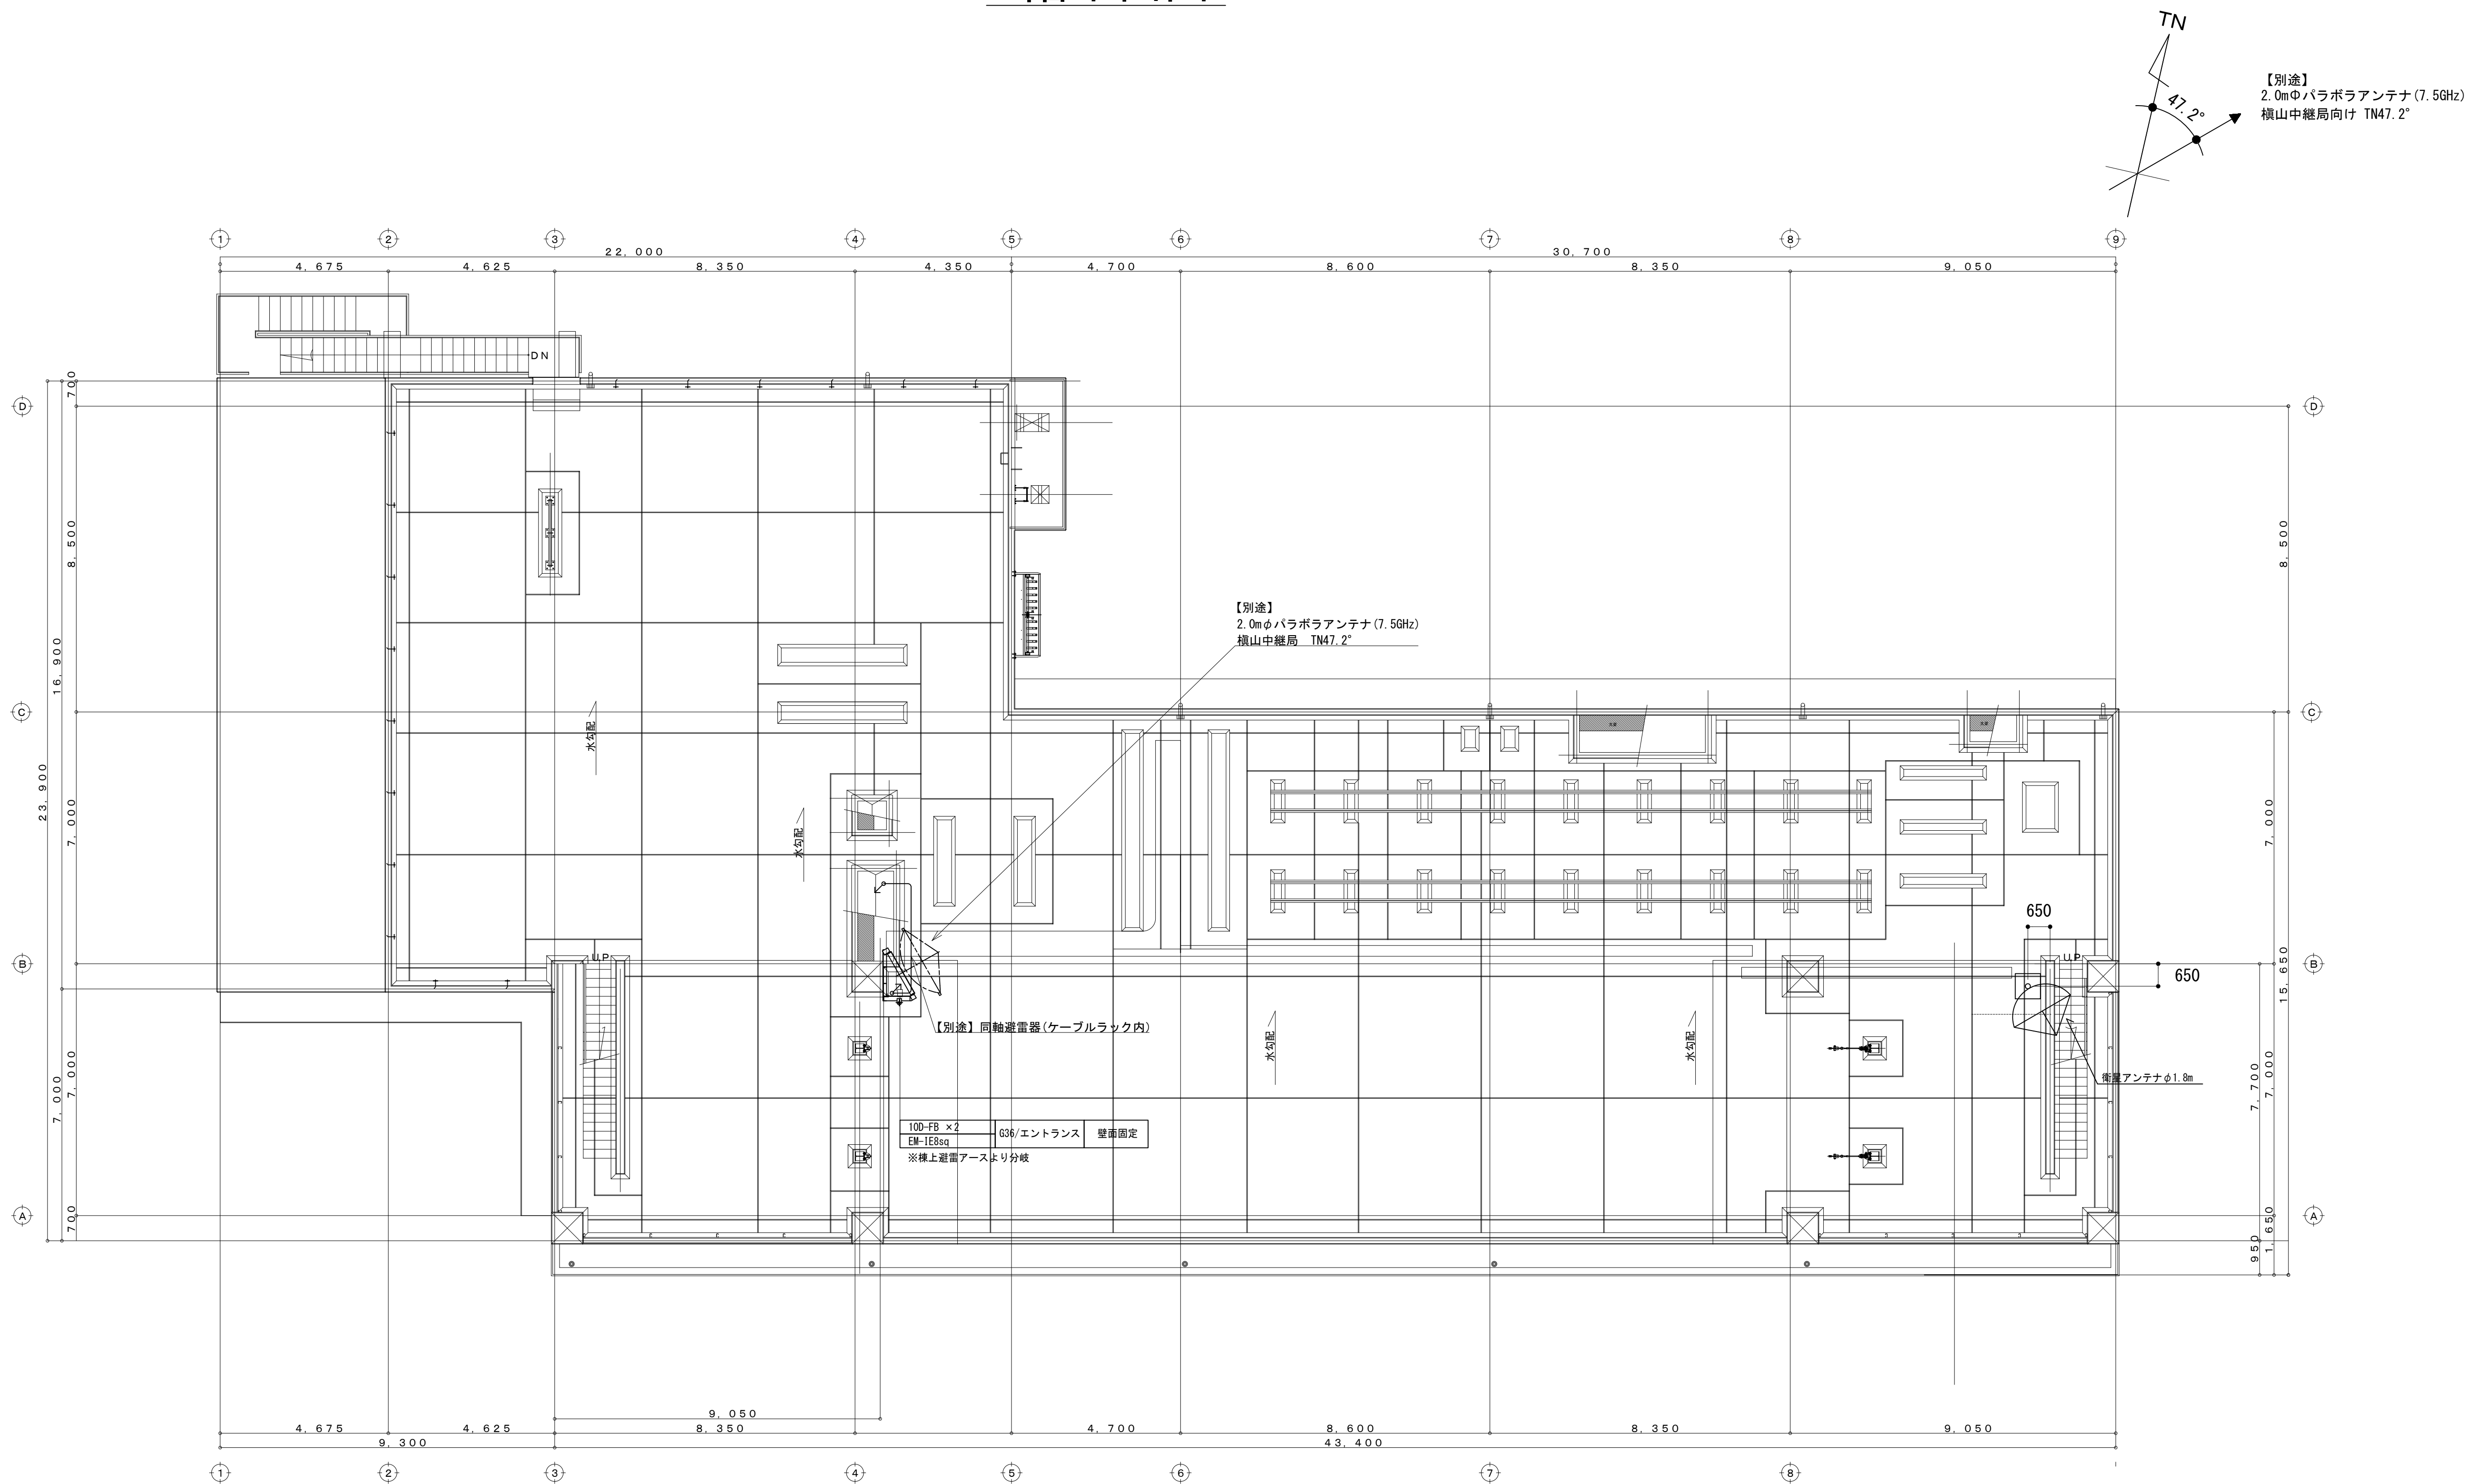 TN
47.2°
【別途】
2.0mΦパラボラアンテナ(7.5GHz)
槇山中継局向け TN47.2°
1 2 3 4 5 6 7 8 9
22,000 30,700
4,675 4,625 8,350 4,350 4,700 8,600 8,350 9,050
DN
700
D D
8,500 8,500
【別途】
2.0mφパラボラアンテナ(7.5GHz)
槇山中継局 TN47.2°
16,900
C C
水勾配
23,900
7,000 7,000
水勾配
650
B UP UP B
650
15,650
【別途】同軸避雷器(ケーブルラック内)
水勾配 水勾配
7,000
7,000
7,700
7,000
衛星アンテナφ1.8m
10D-FB ×2
EM-IE8sq
G36/エントランス 壁面固定
※棟上避雷アースより分岐
700
A A
950
1,650
9,050
4,675 4,625 8,350 4,700 8,600 8,350 9,050
9,300 43,400
1 2 3 4 5 6 7 8